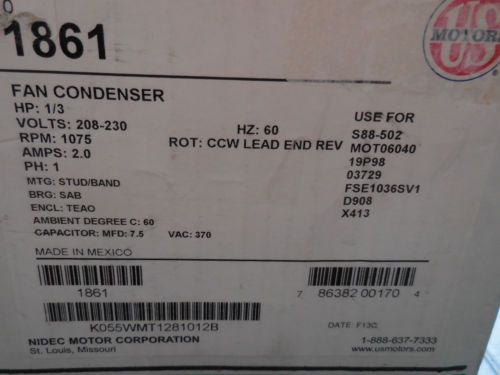 0
1861
US
MOTORS
FAN CONDENSER
HP: 1/3
VOLTS: 208-230
RPM: 1075
AMPS: 2.0
PH: 1
MTG: STUD/BAND
BRG: SAB
ENCL: TEAO
AMBIENT DEGREE C: 60
CAPACITOR: MFD: 7.5 VAC: 370
HZ: 60
ROT: CCW LEAD END REV
USE FOR
S88-502
MOT06040
19P98
03729
FSE1036SV1
D908
X413
MADE IN MEXICO
1861
7 86382 00170 4
K055WMT1281012B
NIDEC MOTOR CORPORATION
St. Louis, Missouri
DATE: F13C
1-888-637-7333
www.usmotors.com